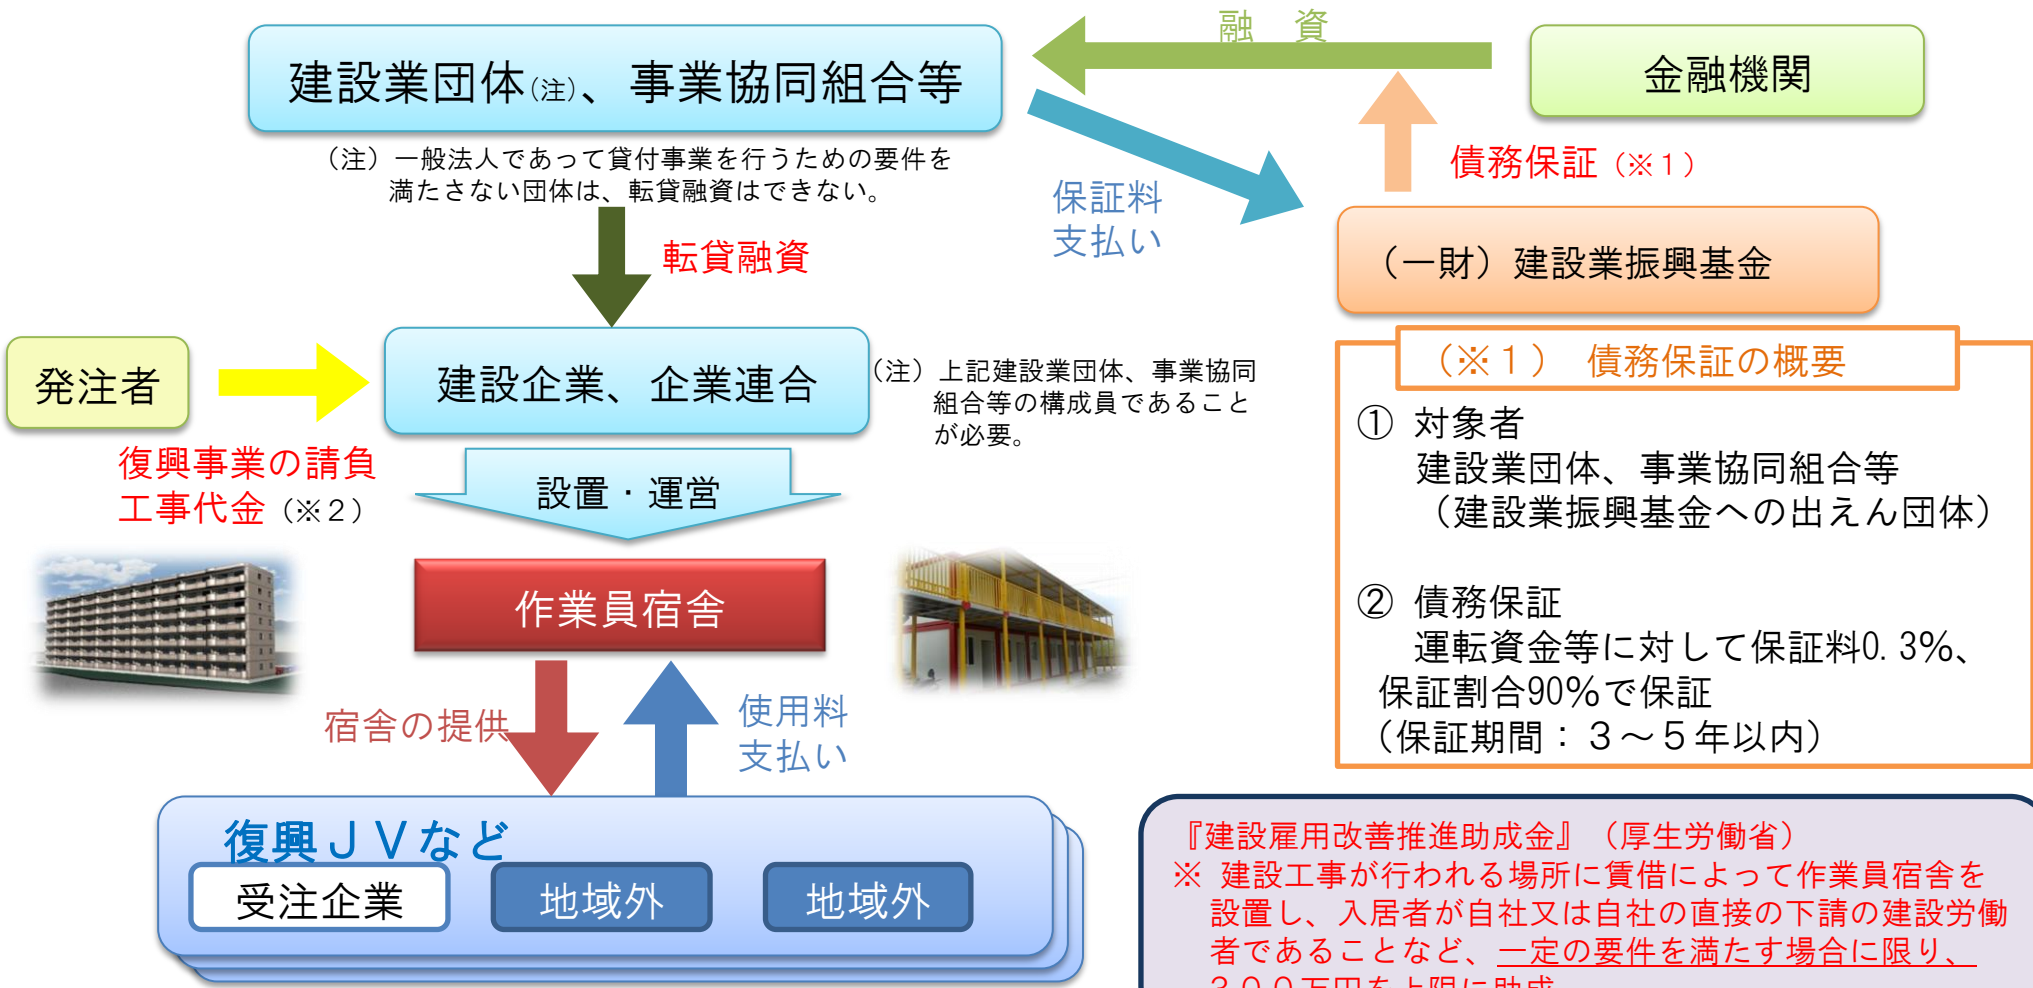 融　資
建設業団体(注)、事業協同組合等
金融機関
（注）一般法人であって貸付事業を行うための要件を
満たさない団体は、転貸融資はできない。
債務保証（※１）
保証料
支払い
転貸融資
（一財）建設業振興基金
発注者
建設企業、企業連合
（注）上記建設業団体、事業協同
組合等の構成員であること
が必要。
復興事業の請負
工事代金（※２）
設置・運営
作業員宿舎
宿舎の提供
使用料
支払い
復興ＪＶなど
受注企業
地域外
地域外
（※１）　債務保証の概要
① 対象者
建設業団体、事業協同組合等
（建設業振興基金への出えん団体）
② 債務保証
運転資金等に対して保証料0.3%、
保証割合90%で保証
（保証期間：３～５年以内）
『建設雇用改善推進助成金』（厚生労働省）
※ 建設工事が行われる場所に賃借によって作業員宿舎を
設置し、入居者が自社又は自社の直接の下請の建設労働
者であることなど、一定の要件を満たす場合に限り、
００万円を上限に助成